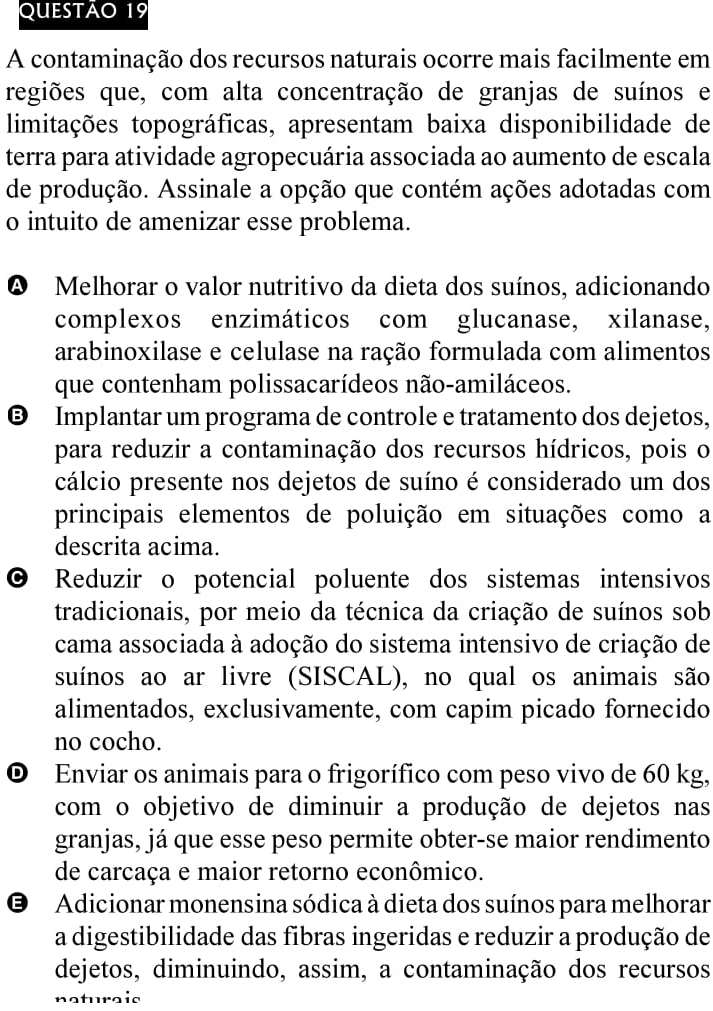 QUESTÃO 19
A contaminação dos recursos naturais ocorre mais facilmente em
regiões que, com alta concentração de granjas de suínos e
limitações topográficas, apresentam baixa disponibilidade de
terra para atividade agropecuária associada ao aumento de escala
de produção. Assinale a opção que contém ações adotadas com
o intuito de amenizar esse problema.
A Melhorar o valor nutritivo da dieta dos suínos, adicionando
complexos enzimáticos com glucanase, xilanase,
arabinoxilase e celulase na ração formulada com alimentos
que contenham polissacarídeos não-amiláceos.
B Implantar um programa de controle e tratamento dos dejetos,
para reduzir a contaminação dos recursos hídricos, pois o
cálcio presente nos dejetos de suíno é considerado um dos
principais elementos de poluição em situações como a
descrita acima.
C Reduzir o potencial poluente dos sistemas intensivos
tradicionais, por meio da técnica da criação de suínos sob
cama associada à adoção do sistema intensivo de criação de
suínos ao ar livre (SISCAL), no qual os animais são
alimentados, exclusivamente, com capim picado fornecido
no cocho.
D Enviar os animais para o frigorífico com peso vivo de 60 kg,
com o objetivo de diminuir a produção de dejetos nas
granjas, já que esse peso permite obter-se maior rendimento
de carcaça e maior retorno econômico.
E Adicionar monensina sódica à dieta dos suínos para melhorar
a digestibilidade das fibras ingeridas e reduzir a produção de
dejetos, diminuindo, assim, a contaminação dos recursos
naturais